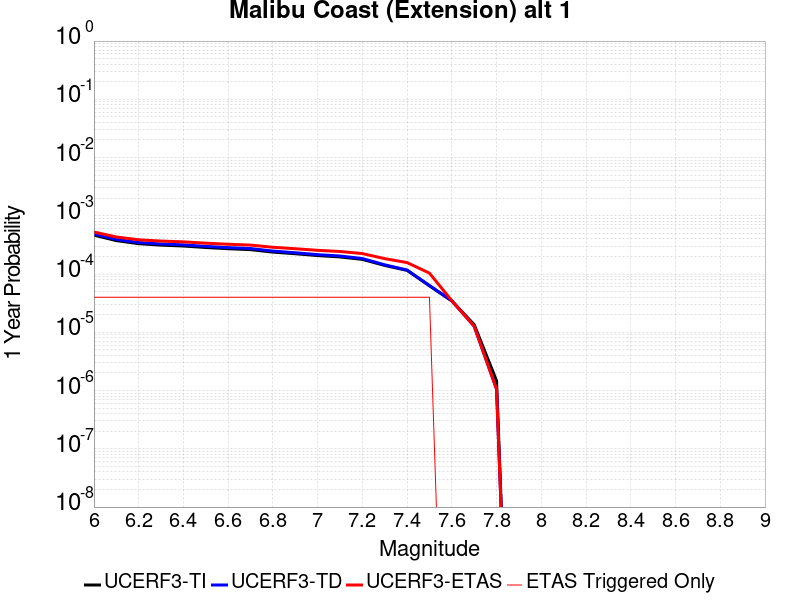 Malibu Coast (Extension) alt 1
1 Year Probability
10^0
10^-1
10^-2
10^-3
10^-4
10^-5
10^-6
10^-7
10^-8
6 6.2 6.4 6.6 6.8 7 7.2 7.4 7.6 7.8 8 8.2 8.4 8.6 8.8 9
Magnitude
UCERF3-TI UCERF3-TD UCERF3-ETAS ETAS Triggered Only